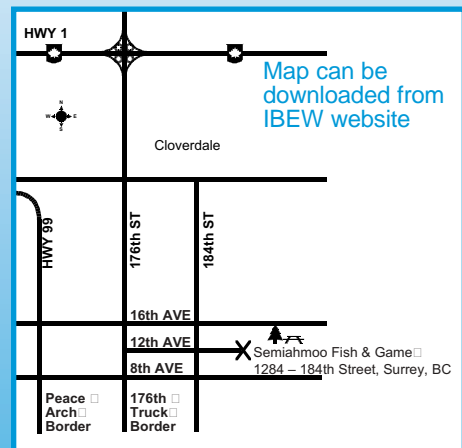 HWY 1
Map can be
downloaded from
IBEW website
N
W E
S
Cloverdale
HWY 99
176th ST
184th ST
16th AVE
12th AVE
8th AVE
Semiahmoo Fish & Game□
1284 – 184th Street, Surrey, BC
Peace □
Arch□
Border
176th □
Truck□
Border